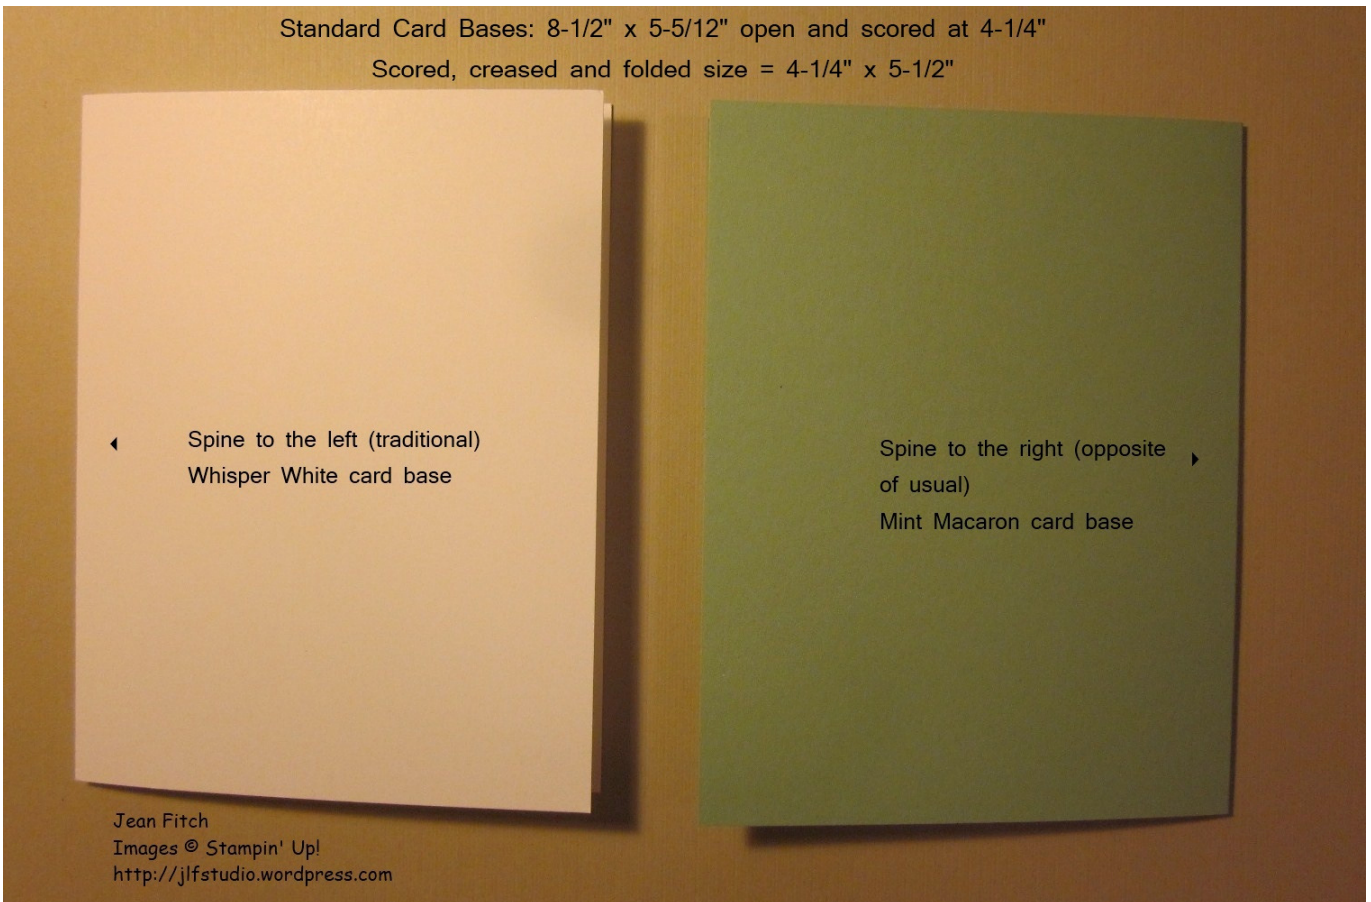 Standard Card Bases: 8-1/2" x 5-5/12" open and scored at 4-1/4"
Scored, creased and folded size = 4-1/4" x 5-1/2"
Spine to the left (traditional)
Whisper White card base
Spine to the right (opposite
of usual)
Mint Macaron card base
Jean Fitch
Images © Stampin' Up!
http://jlfstudio.wordpress.com